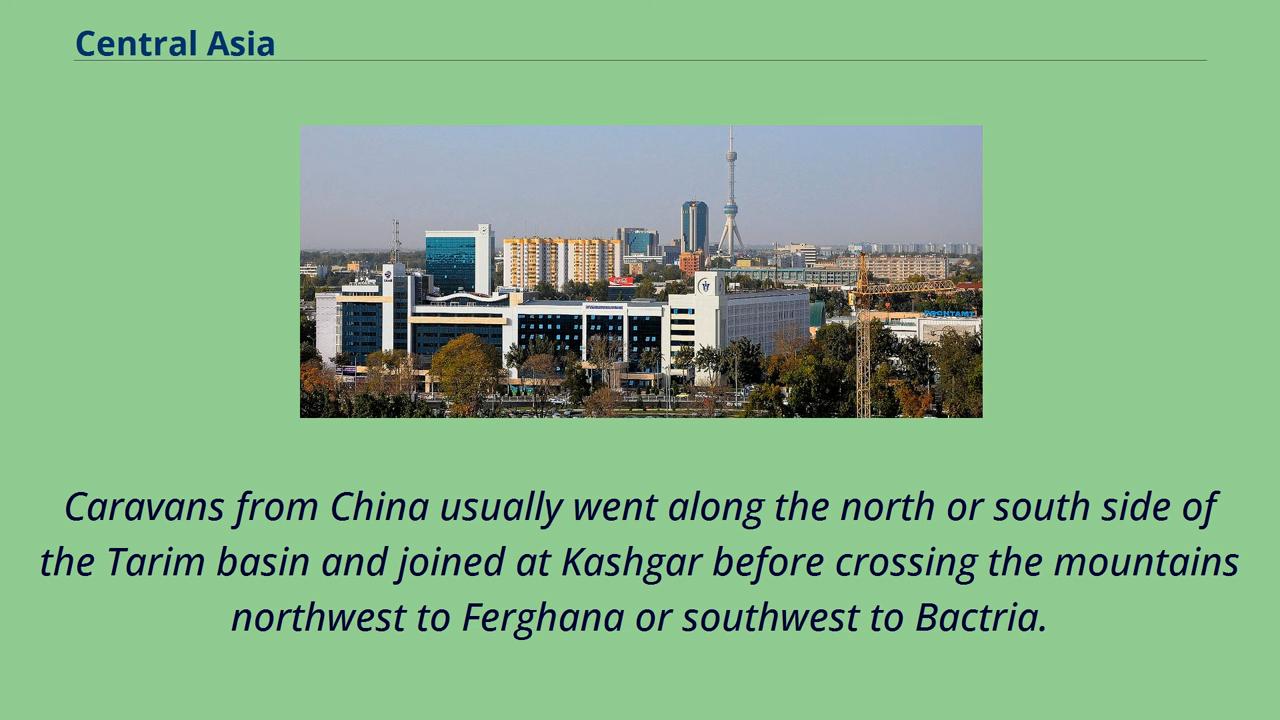 Central Asia
Caravans from China usually went along the north or south side of
the Tarim basin and joined at Kashgar before crossing the mountains
northwest to Ferghana or southwest to Bactria.